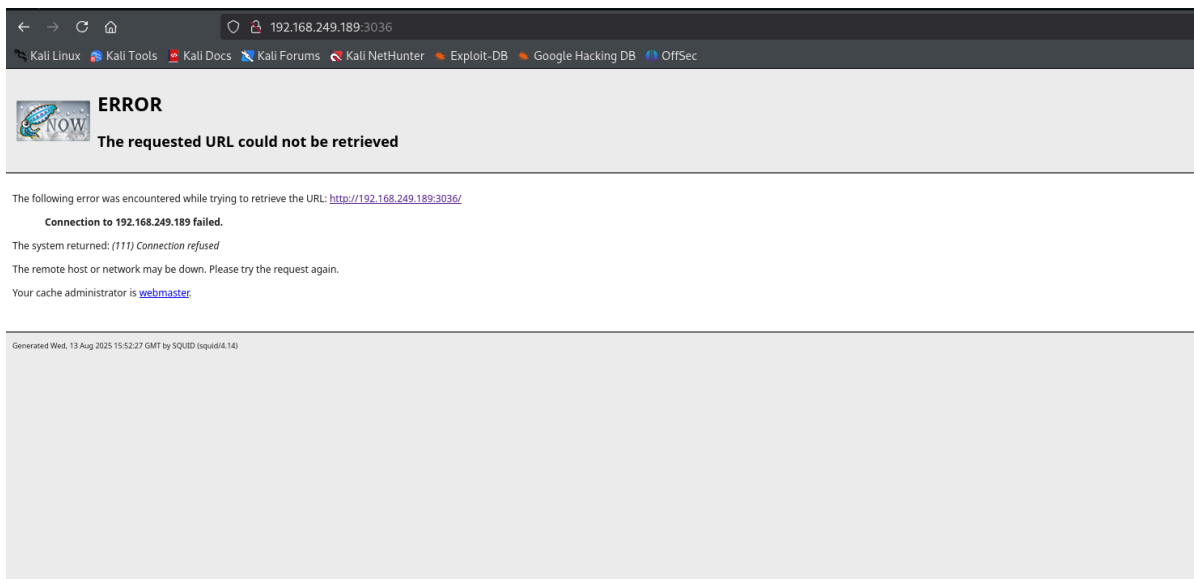 192.168.249.189:3036
Kali Linux Kali Tools Kali Docs Kali Forums Kali NetHunter Exploit-DB Google Hacking DB OffSec
NOW
ERROR
The requested URL could not be retrieved
The following error was encountered while trying to retrieve the URL: http://192.168.249.189:3036/
Connection to 192.168.249.189 failed.
The system returned: (111) Connection refused
The remote host or network may be down. Please try the request again.
Your cache administrator is webmaster.
Generated Wed, 13 Aug 2025 15:52:27 GMT by SQUID (squid/4.14)